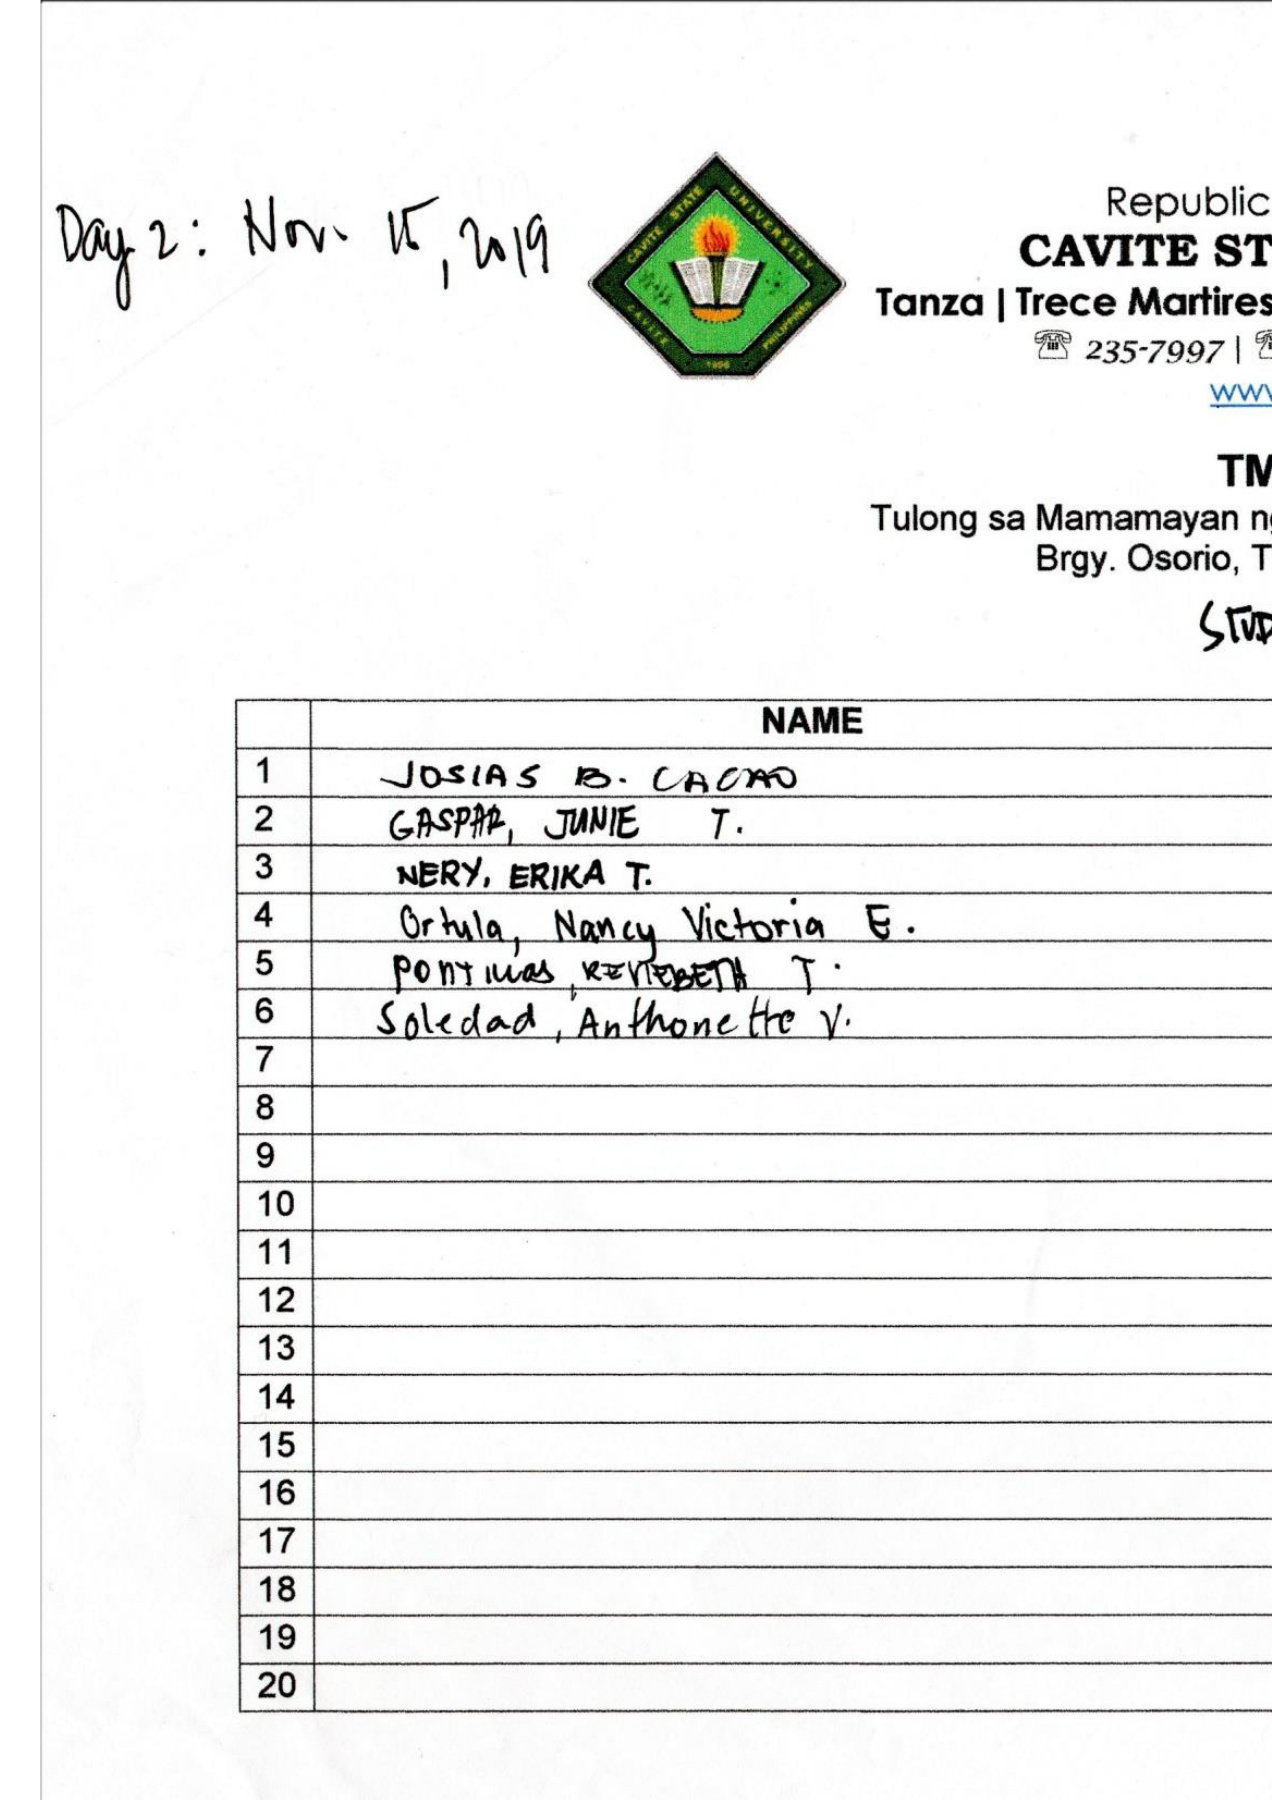 Day 2: Nov. 15, 2019
CAVITE STATE UNIVERSITY
CAVITE PHILIPPINES
1906
Republic
CAVITE ST
Tanza | Trece Martires
☏ 235-7997 | ☏
www
TM
Tulong sa Mamamayan ng
Brgy. Osorio, T
STUD
NAME
1 JOSIAS B. CACAO
2 GASPAR, JUNIE T.
3 NERY, ERIKA T.
4 Ortula, Nancy Victoria E.
5 T.
6 Soledad, Anthonette V.
7
8
9
10
11
12
13
14
15
16
17
18
19
20